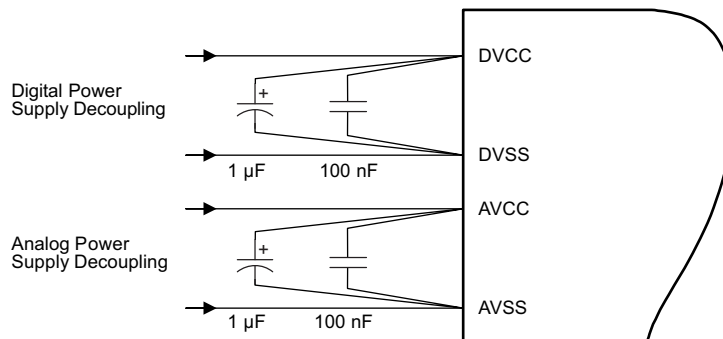 DVCC
Digital Power
Supply Decoupling
+
DVSS
1 µF 100 nF
AVCC
Analog Power
Supply Decoupling
+
AVSS
1 µF 100 nF